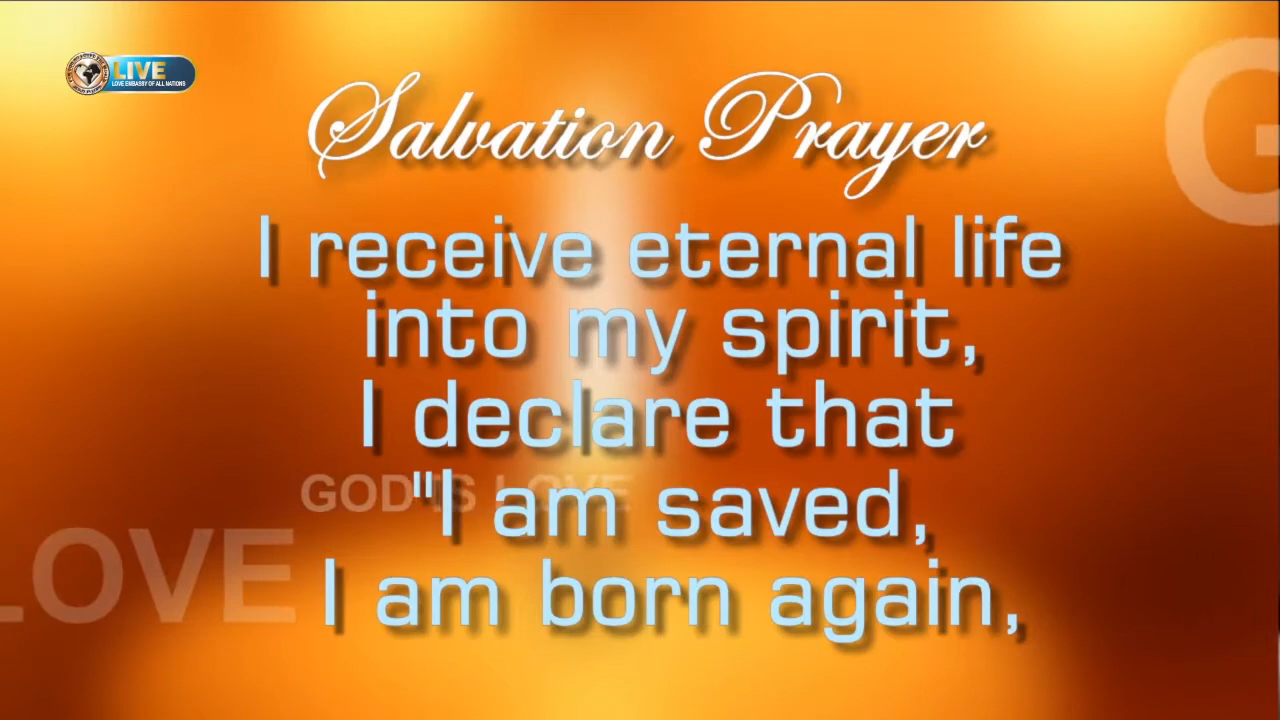 LIVE
LOVE EMBASSY OF ALL NATIONS
Salvation Prayer
G
I receive eternal life
into my spirit,
I declare that
GOD IS LOVE
"I am saved,
LOVE
I am born again,